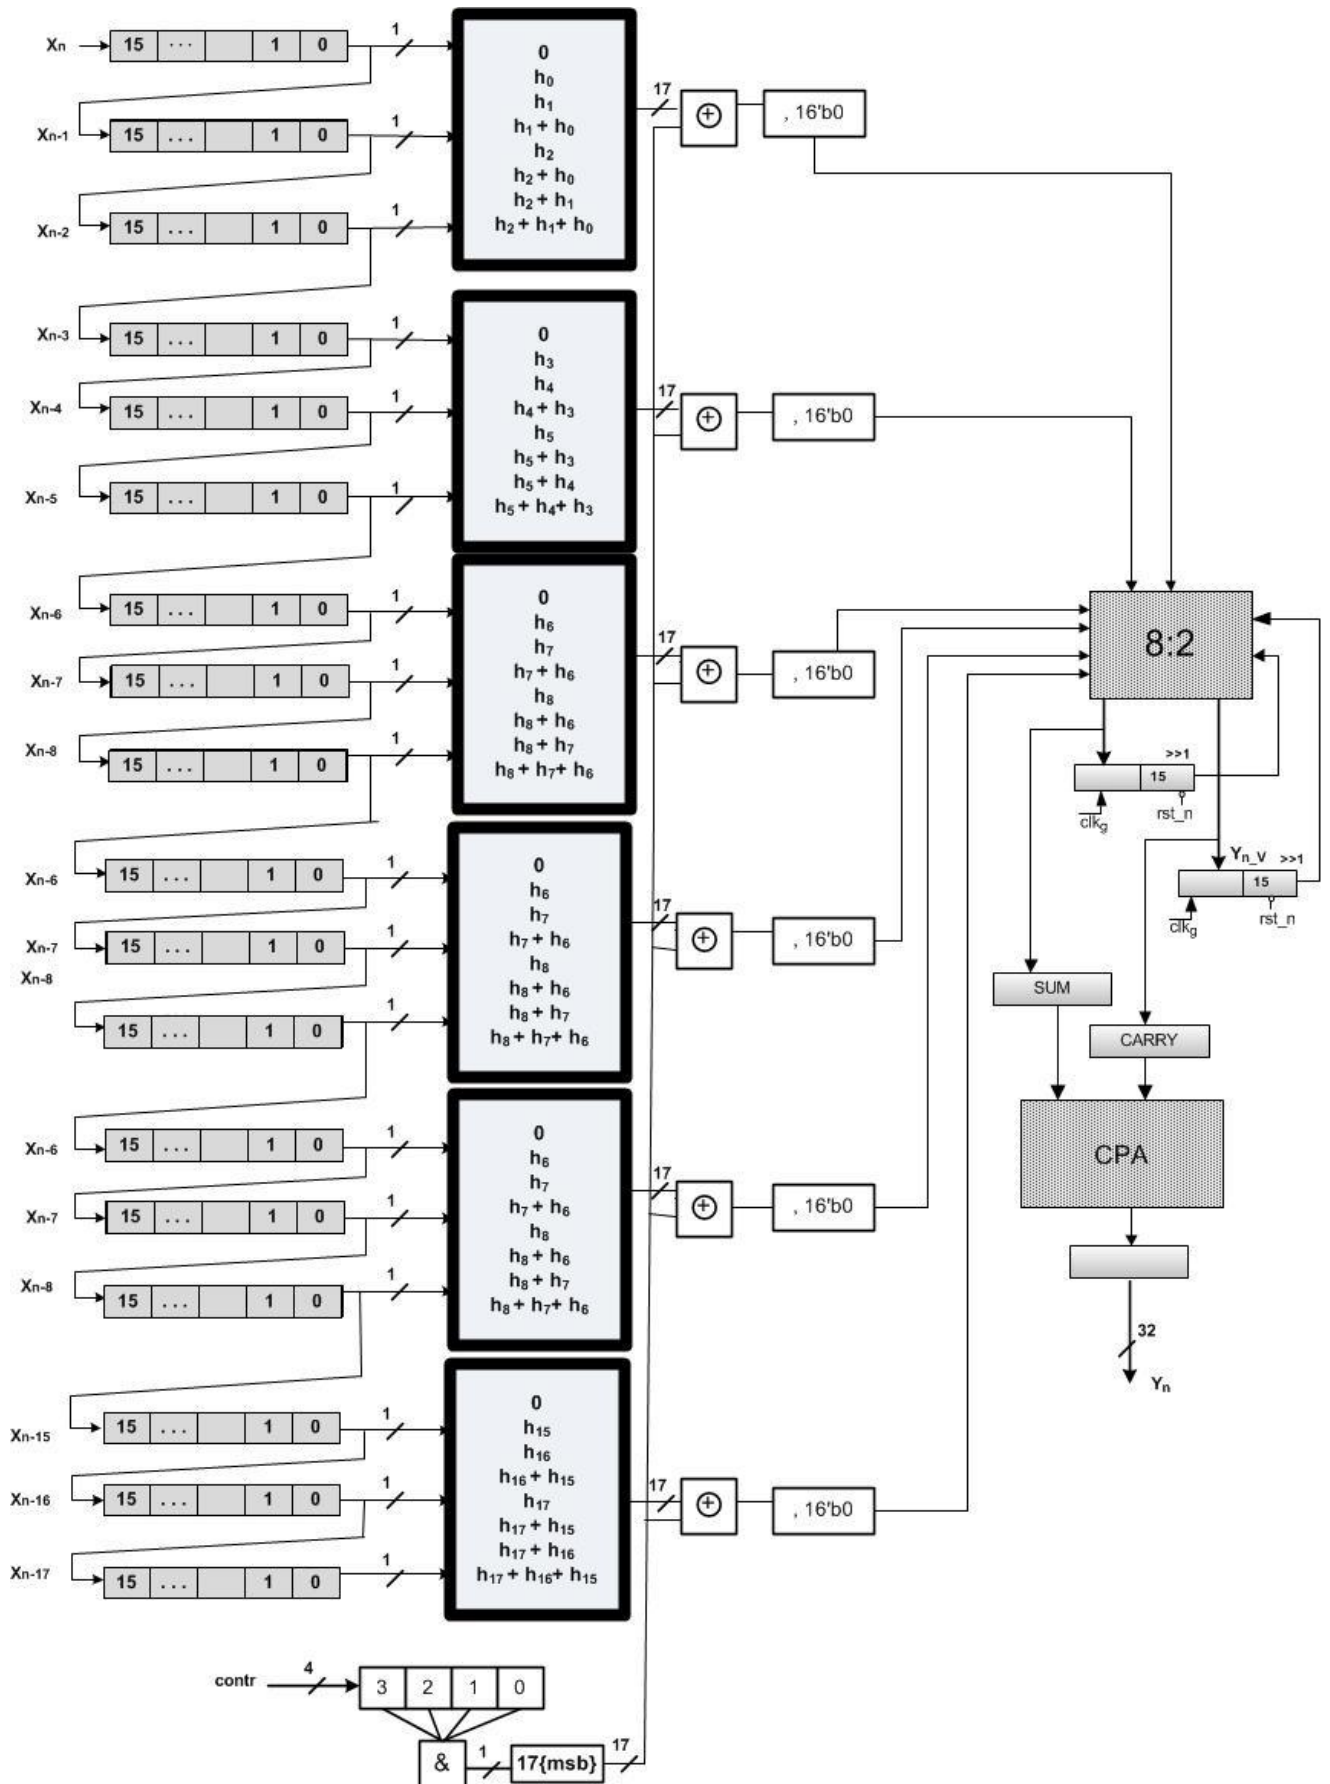 Xn 15 ... 1 0 1
Xn-1 15 ... 1 0 1
Xn-2 15 ... 1 0 1
0
h0
h1
h1 + h0
h2
h2 + h0
h2 + h1
h2 + h1+ h0
17
⊕
, 16'b0
Xn-3 15 ... 1 0 1
Xn-4 15 ... 1 0
Xn-5 15 ... 1 0 1
0
h3
h4
h4 + h3
h5
h5 + h3
h5 + h4
h5 + h4+ h3
17
⊕
, 16'b0
Xn-6 15 ... 1 0 1
Xn-7 15 ... 1 0 1
Xn-8 15 ... 1 0 1
0
h6
h7
h7 + h6
h8
h8 + h6
h8 + h7
h8 + h7+ h6
17
⊕
, 16'b0
Xn-6 15 ... 1 0 1
Xn-7 15 ... 1 0 1
Xn-8
15 ... 1 0 1
0
h6
h7
h7 + h6
h8
h8 + h6
h8 + h7
h8 + h7+ h6
17
⊕
, 16'b0
Xn-6 15 ... 1 0 1
Xn-7 15 ... 1 0 1
Xn-8 15 ... 1 0 1
0
h6
h7
h7 + h6
h8
h8 + h6
h8 + h7
h8 + h7+ h6
17
⊕
, 16'b0
Xn-15 15 ... 1 0 1
Xn-16 15 ... 1 0 1
Xn-17 15 ... 1 0 1
0
h15
h16
h16 + h15
h17
h17 + h15
h17 + h16
h17 + h16+ h15
17
⊕
, 16'b0
8:2
>>1
15
clkg
rst_n
Yn_V >>1
15
clkg
rst_n
SUM
CARRY
CPA
32
Yn
contr 4 3 2 1 0
& 1 17{msb} 17